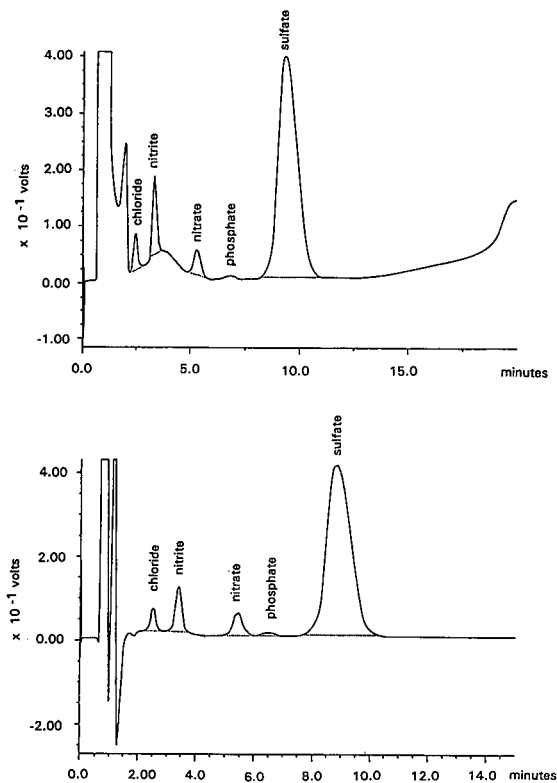 sulfate
4.00
3.00
nitrite
2.00
chloride
nitrate
phosphate
1.00
0.00
-1.00
x 10 -1 volts
0.0 5.0 10.0 15.0 minutes
sulfate
4.00
chloride
nitrite
nitrate
phosphate
2.00
0.00
-2.00
x 10 -1 volts
0.0 2.0 4.0 6.0 8.0 10.0 12.0 14.0 minutes